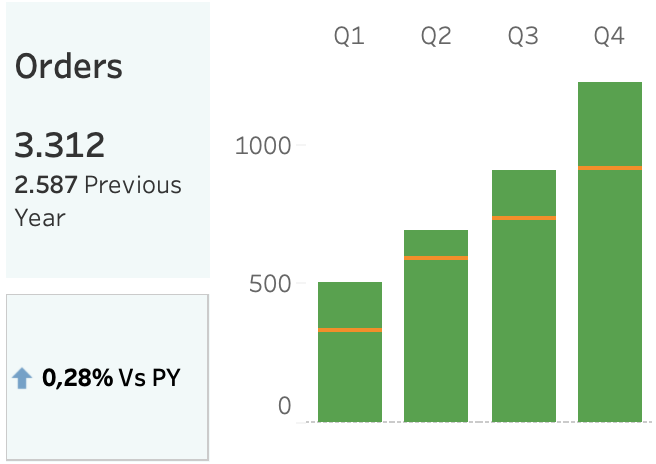 Orders
3.312
2.587 Previous
Year
0,28% Vs PY
Q1 Q2 Q3 Q4
1000
500
0